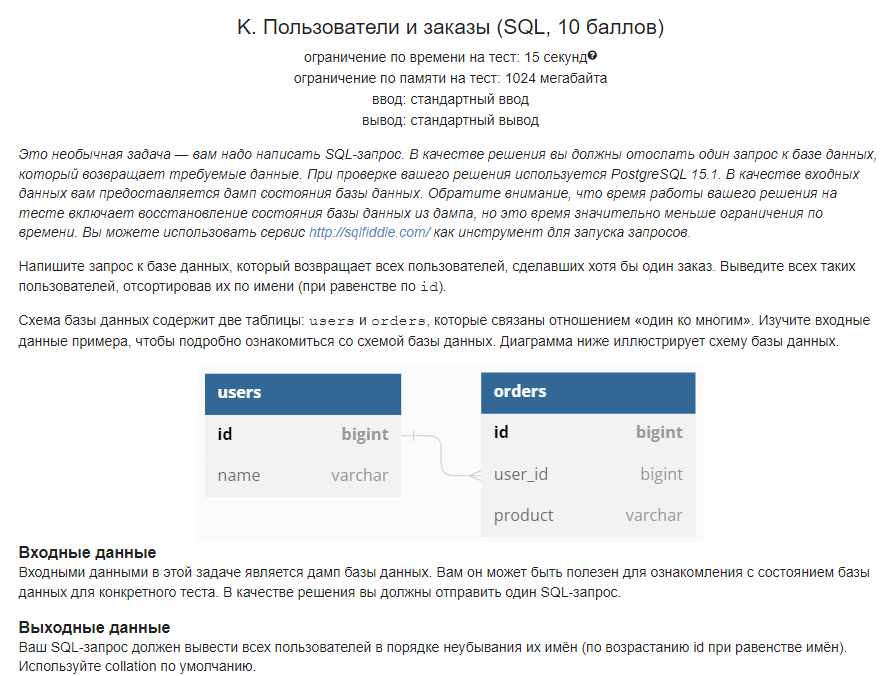 K. Пользователи и заказы (SQL, 10 баллов)
ограничение по времени на тест: 15 секунд?
ограничение по памяти на тест: 1024 мегабайта
ввод: стандартный ввод
вывод: стандартный вывод
Это необычная задача — вам надо написать SQL-запрос. В качестве решения вы должны отослать один запрос к базе данных,
который возвращает требуемые данные. При проверке вашего решения используется PostgreSQL 15.1. В качестве входных
данных вам предоставляется дамп состояния базы данных. Обратите внимание, что время работы вашего решения на
тесте включает восстановление состояния базы данных из дампа, но это время значительно меньше ограничения по
времени. Вы можете использовать сервис http://sqlfiddle.com/ как инструмент для запуска запросов.
Напишите запрос к базе данных, который возвращает всех пользователей, сделавших хотя бы один заказ. Выведите всех таких
пользователей, отсортировав их по имени (при равенстве по id).
Схема базы данных содержит две таблицы: users и orders, которые связаны отношением «один ко многим». Изучите входные
данные примера, чтобы подробно ознакомиться со схемой базы данных. Диаграмма ниже иллюстрирует схему базы данных.
users
id bigint
name varchar
orders
id bigint
user_id bigint
product varchar
Входные данные
Входными данными в этой задаче является дамп базы данных. Вам он может быть полезен для ознакомления с состоянием базы
данных для конкретного теста. В качестве решения вы должны отправить один SQL-запрос.
Выходные данные
Ваш SQL-запрос должен вывести всех пользователей в порядке неубывания их имён (по возрастанию id при равенстве имён).
Используйте collation по умолчанию.